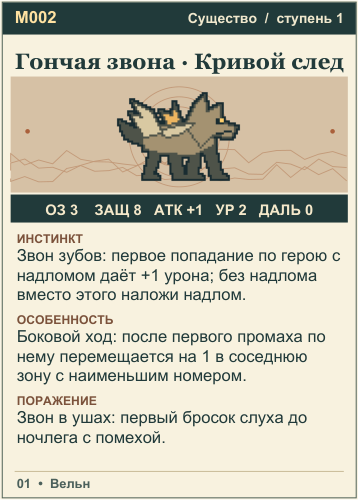 M002 Существо / ступень 1
Гончая звона · Кривой след
ОЗ 3 ЗАЩ 8 АТК +1 УР 2 ДАЛЬ 0
ИНСТИНКТ
Звон зубов: первое попадание по герою с
надломом даёт +1 урона; без надлома
вместо этого наложи надлом.
ОСОБЕННОСТЬ
Боковой ход: после первого промаха по
нему перемещается на 1 в соседнюю
зону с наименьшим номером.
ПОРАЖЕНИЕ
Звон в ушах: первый бросок слуха до
ночлега с помехой.
01 • Вельн